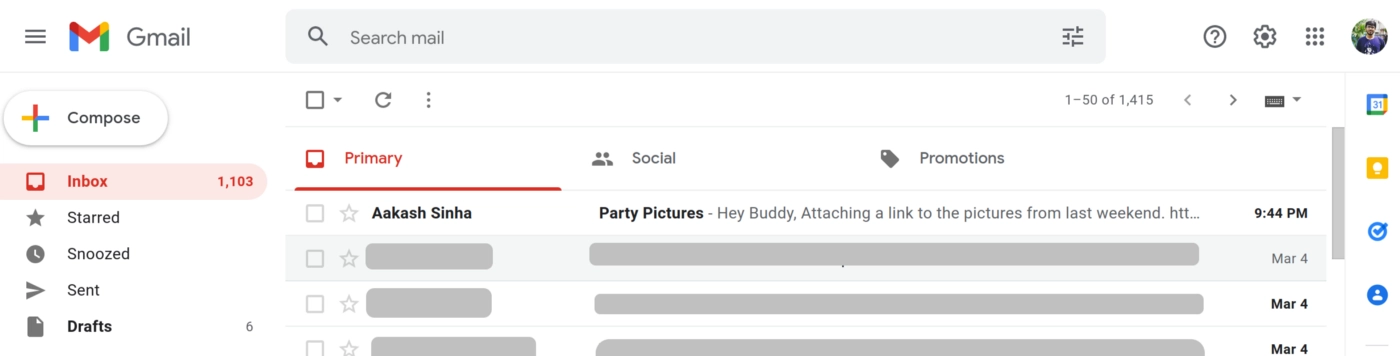 Gmail
Search mail
Compose
1–50 of 1,415
31
Inbox 1,103
Primary
Social
Promotions
Starred
Aakash Sinha Party Pictures - Hey Buddy, Attaching a link to the pictures from last weekend. htt... 9:44 PM
Snoozed
Mar 4
Sent
Mar 4
Drafts 6
Mar 4